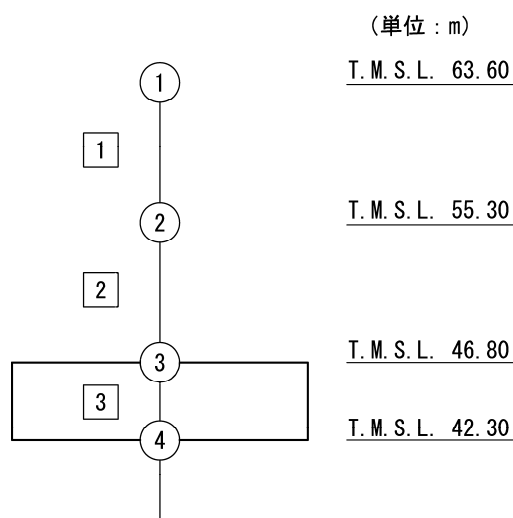 (単位：m)
① T.M.S.L. 63.60
1
② T.M.S.L. 55.30
2
③ T.M.S.L. 46.80
3
④ T.M.S.L. 42.30